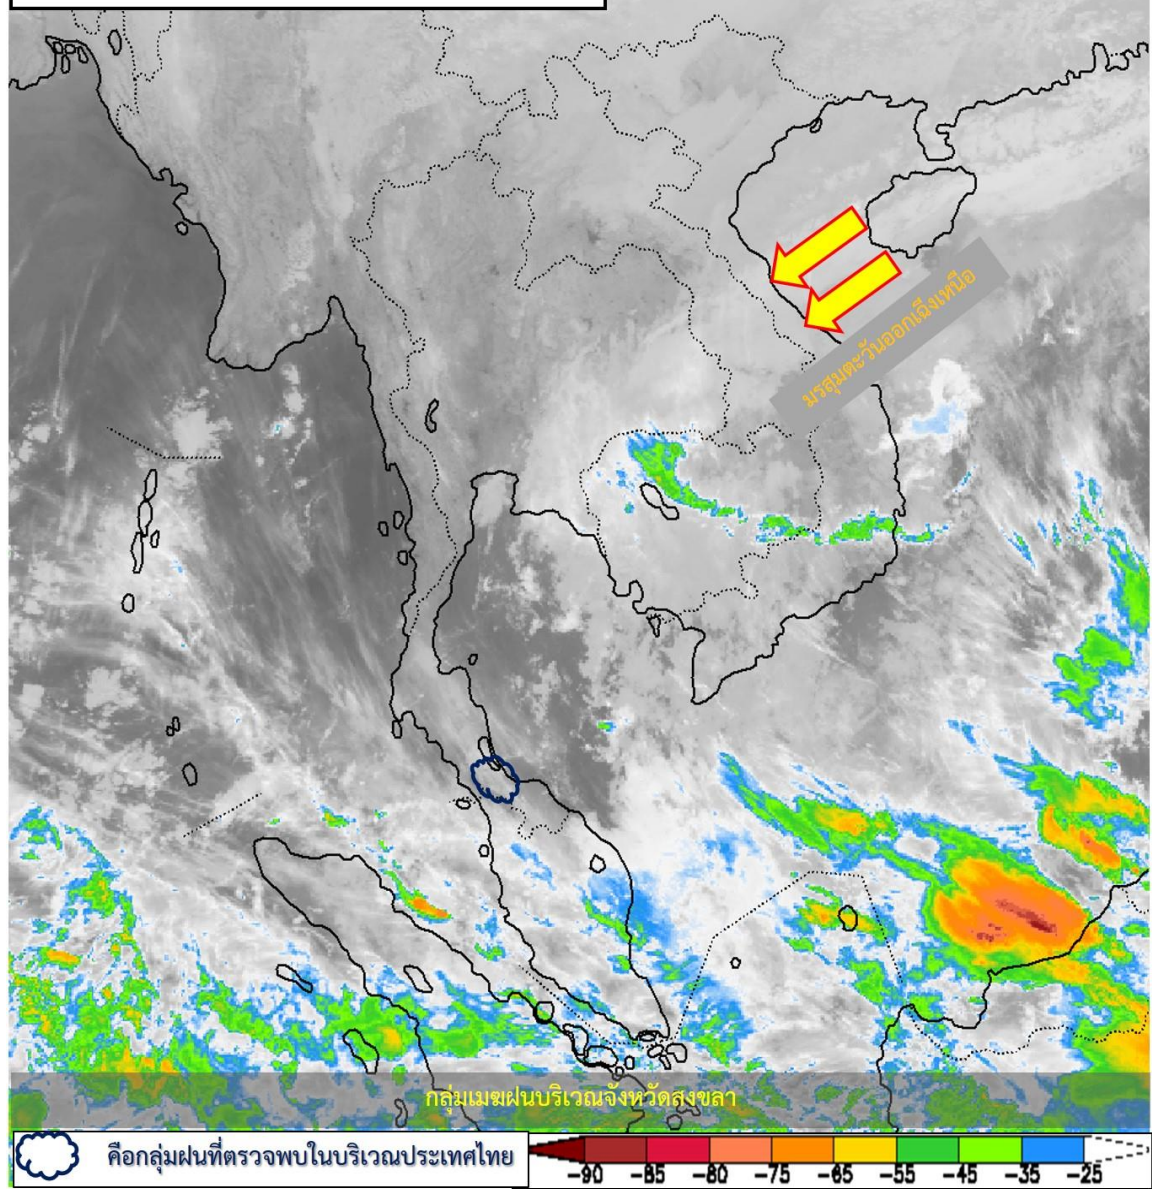 มรสุมตะวันออกเฉียงเหนือ
กลุ่มเมฆฝนบริเวณจังหวัดสงขลา
คือกลุ่มฝนที่ตรวจพบในบริเวณประเทศไทย
-90 -85 -80 -75 -65 -55 -45 -35 -25